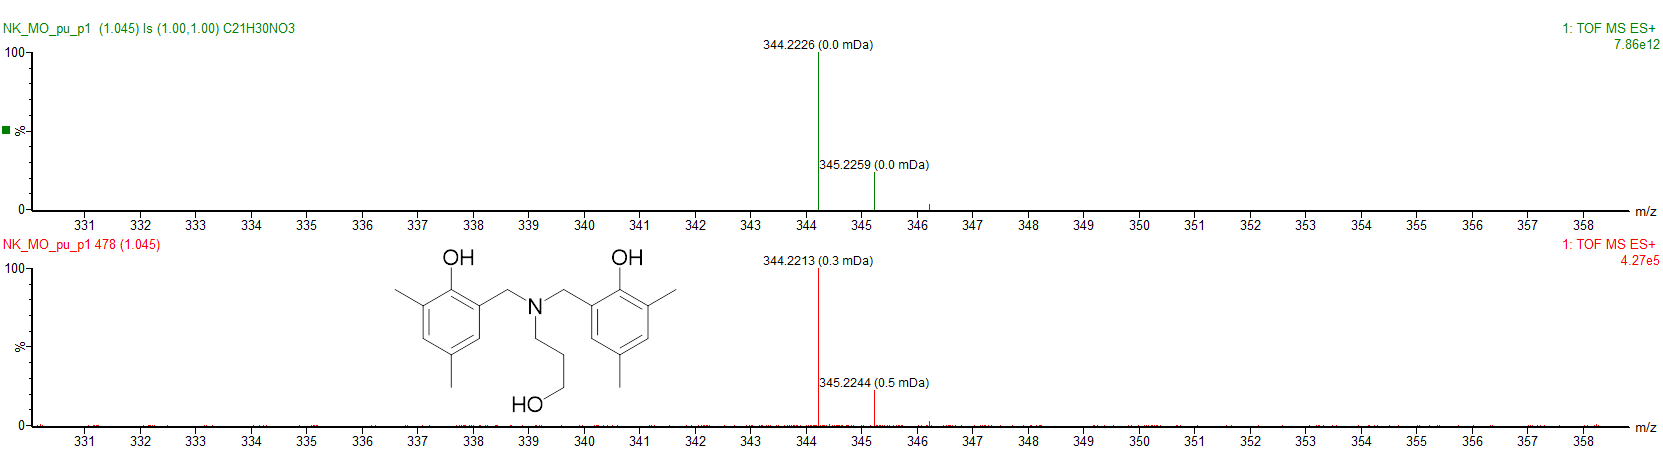 NK_MO_pu_p1 (1.045) Is (1.00,1.00) C21H30NO3
1: TOF MS ES+
7.86e12
344.2226 (0.0 mDa)
100
%
345.2259 (0.0 mDa)
0
331 332 333 334 335 336 337 338 339 340 341 342 343 344 345 346 347 348 349 350 351 352 353 354 355 356 357 358
m/z
NK_MO_pu_p1 478 (1.045)
1: TOF MS ES+
4.27e5
344.2213 (0.3 mDa)
100
OH OH
N
%
345.2244 (0.5 mDa)
HO
0
331 332 333 334 335 336 337 338 339 340 341 342 343 344 345 346 347 348 349 350 351 352 353 354 355 356 357 358
m/z